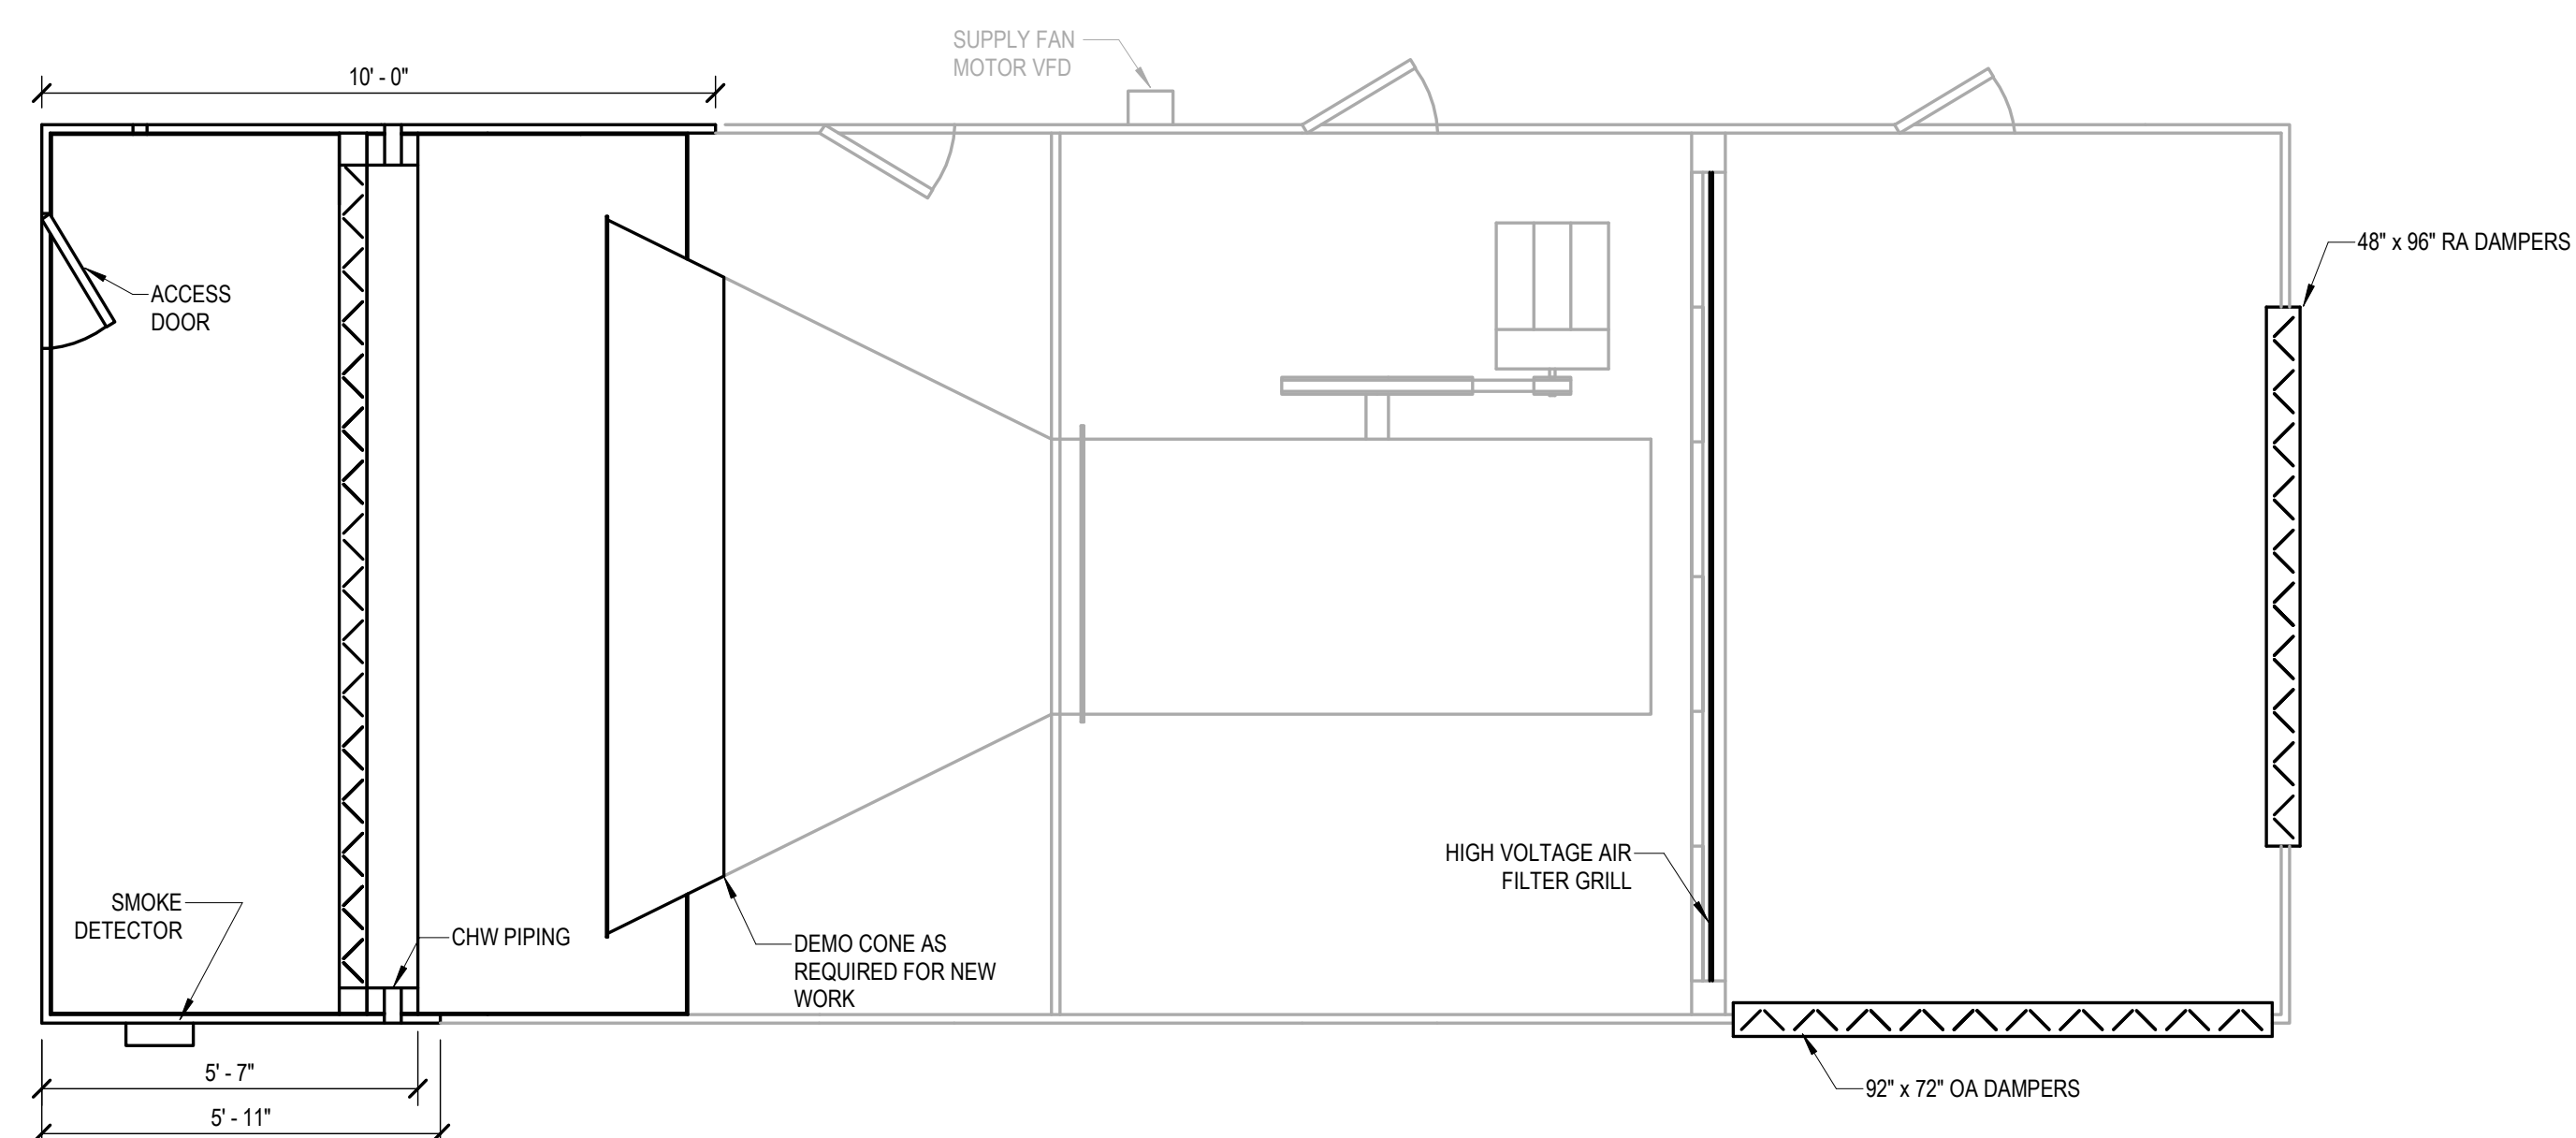 SUPPLY FAN
MOTOR VFD
10' - 0"
48" x 96" RA DAMPERS
ACCESS
DOOR
HIGH VOLTAGE AIR
FILTER GRILL
SMOKE
DETECTOR
CHW PIPING
DEMO CONE AS
REQUIRED FOR NEW
WORK
5' - 7"
92" x 72" OA DAMPERS
5' - 11"